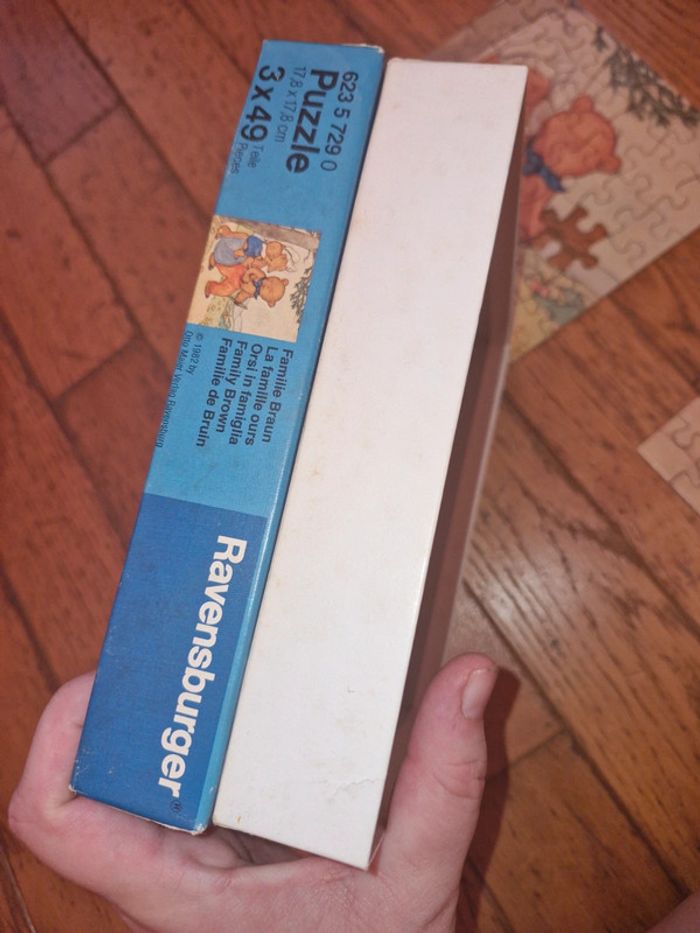 623 5 729 0
Puzzle
17,8 x 17,8 cm
3 x 49 Teile
Pièces
Familie Braun
La famille ours
Orsi in famiglia
Family Brown
Familie de Bruin
© 1982 by
Otto Maier Verlag Ravensburg
Ravensburger®